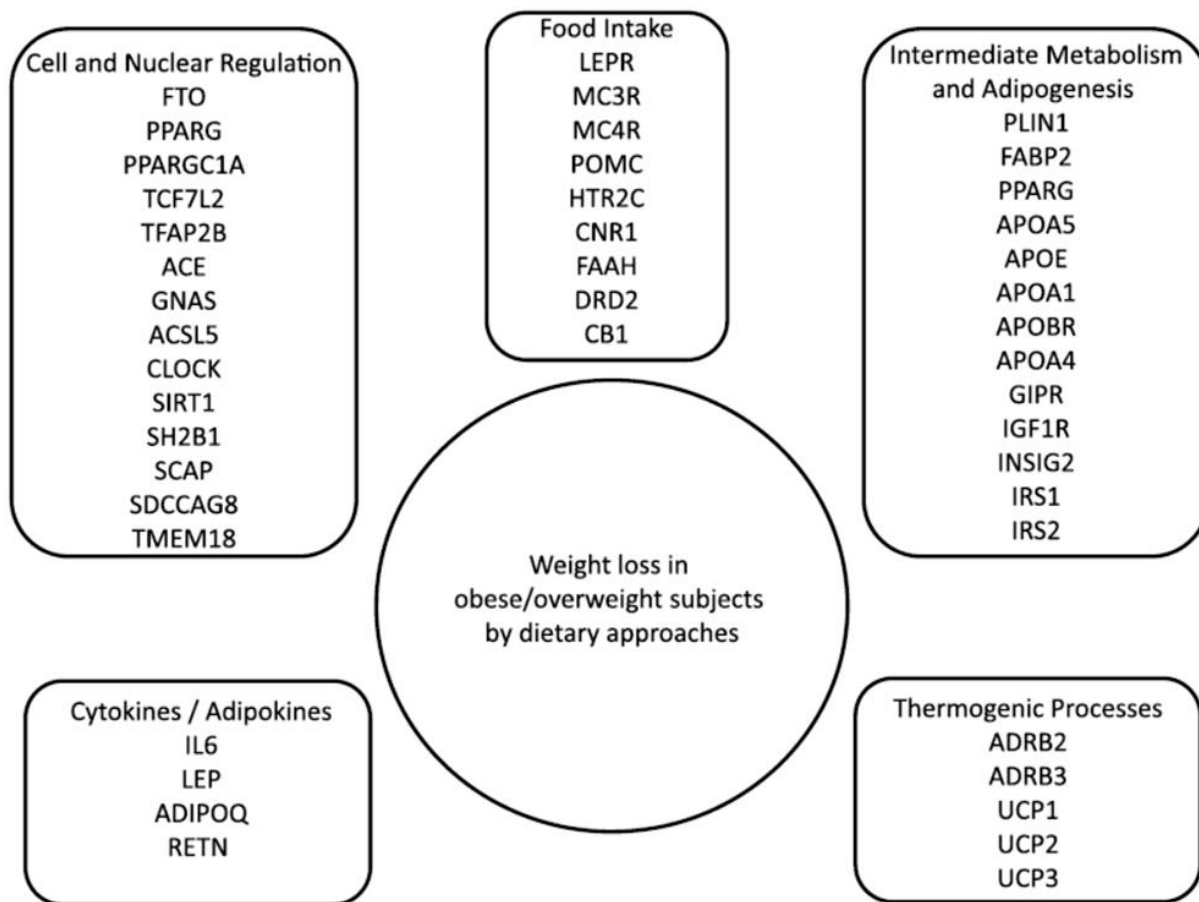 Cell and Nuclear Regulation
FTO
PPARG
PPARGC1A
TCF7L2
TFAP2B
ACE
GNAS
ACSL5
CLOCK
SIRT1
SH2B1
SCAP
SDCCAG8
TMEM18
Food Intake
LEPR
MC3R
MC4R
POMC
HTR2C
CNR1
FAAH
DRD2
CB1
Intermediate Metabolism
and Adipogenesis
PLIN1
FABP2
PPARG
APOA5
APOE
APOA1
APOBR
APOA4
GIPR
IGF1R
INSIG2
IRS1
IRS2
Weight loss in
obese/overweight subjects
by dietary approaches
Cytokines / Adipokines
IL6
LEP
ADIPOQ
RETN
Thermogenic Processes
ADRB2
ADRB3
UCP1
UCP2
UCP3